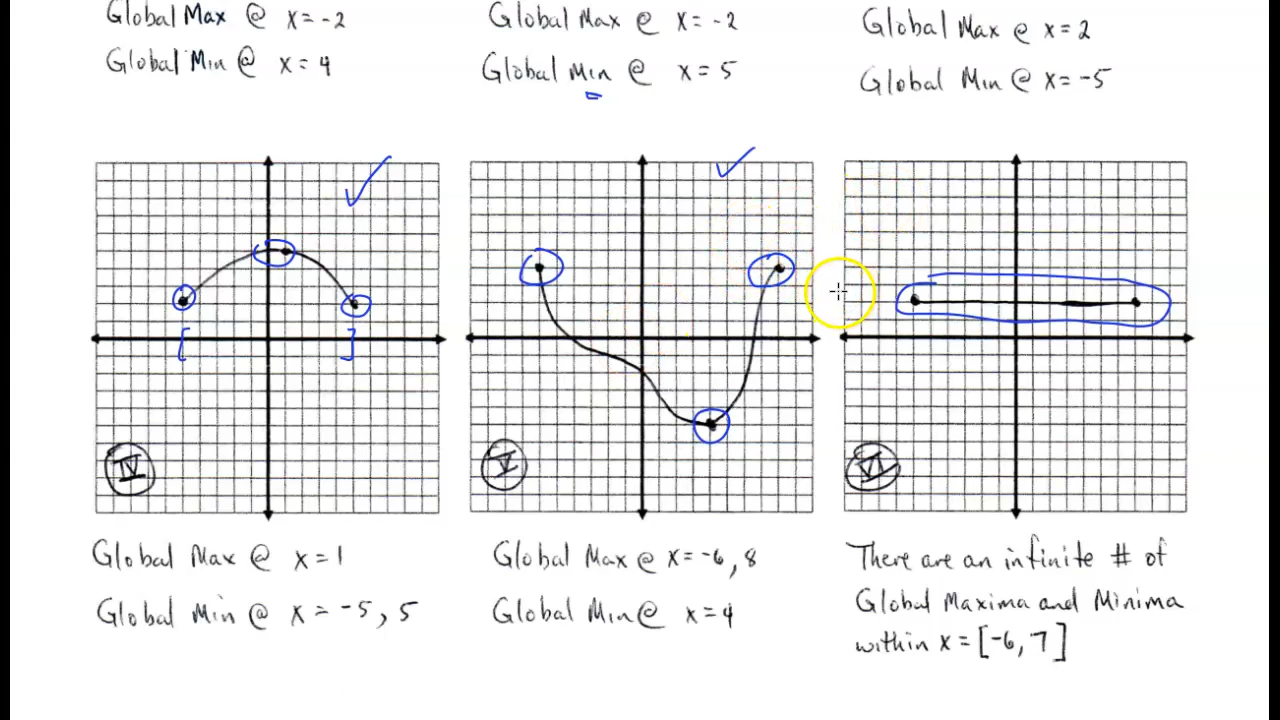 Global Max @ x = -2
Global Min @ x = 4
Global Max @ x = -2
Global Min @ x = 5
Global Max @ x = 2
Global Min @ x = -5
IV
V
VI
Global Max @ x = 1
Global Min @ x = -5, 5
Global Max @ x = -6, 8
Global Min @ x = 4
There are an infinite # of
Global Maxima and Minima
within x = [-6, 7]